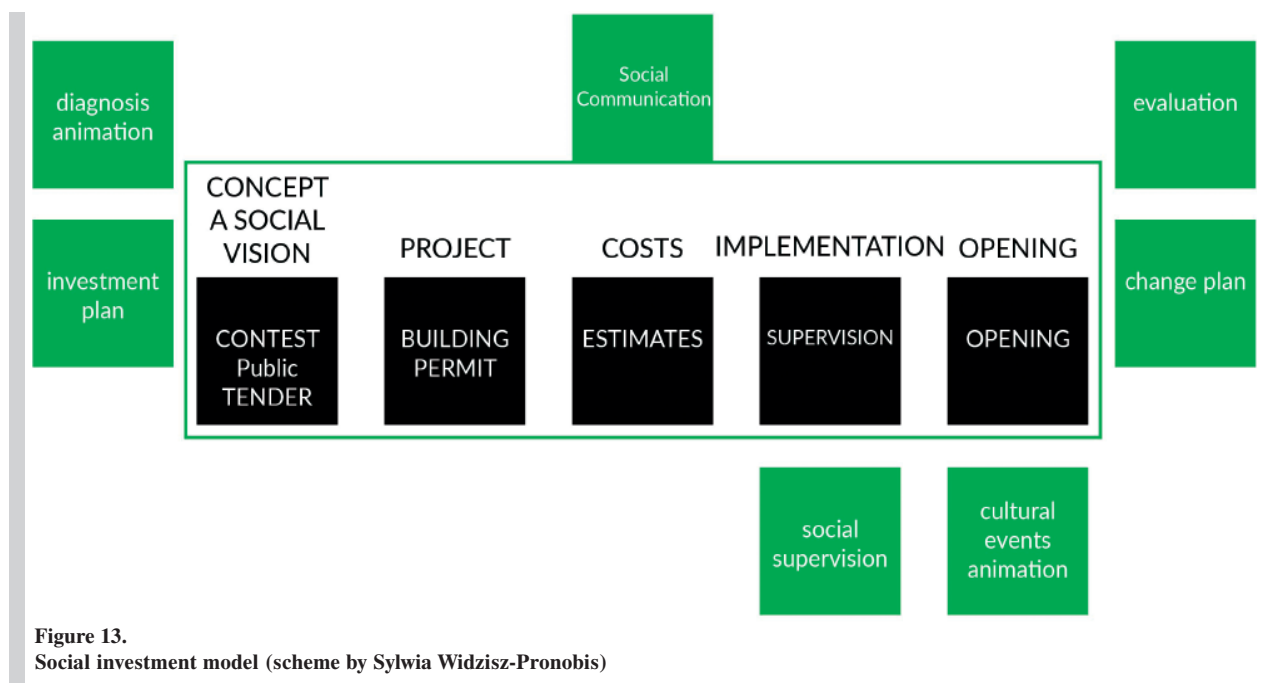 diagnosis
animation
investment
plan
Social
Communication
evaluation
change plan
CONCEPT
A SOCIAL
VISION
PROJECT
COSTS
IMPLEMENTATION
OPENING
CONTEST
Public
TENDER
BUILDING
PERMIT
ESTIMATES
SUPERVISION
OPENING
social
supervision
cultural
events
animation
Figure 13.
Social investment model (scheme by Sylwia Widzisz-Pronobis)